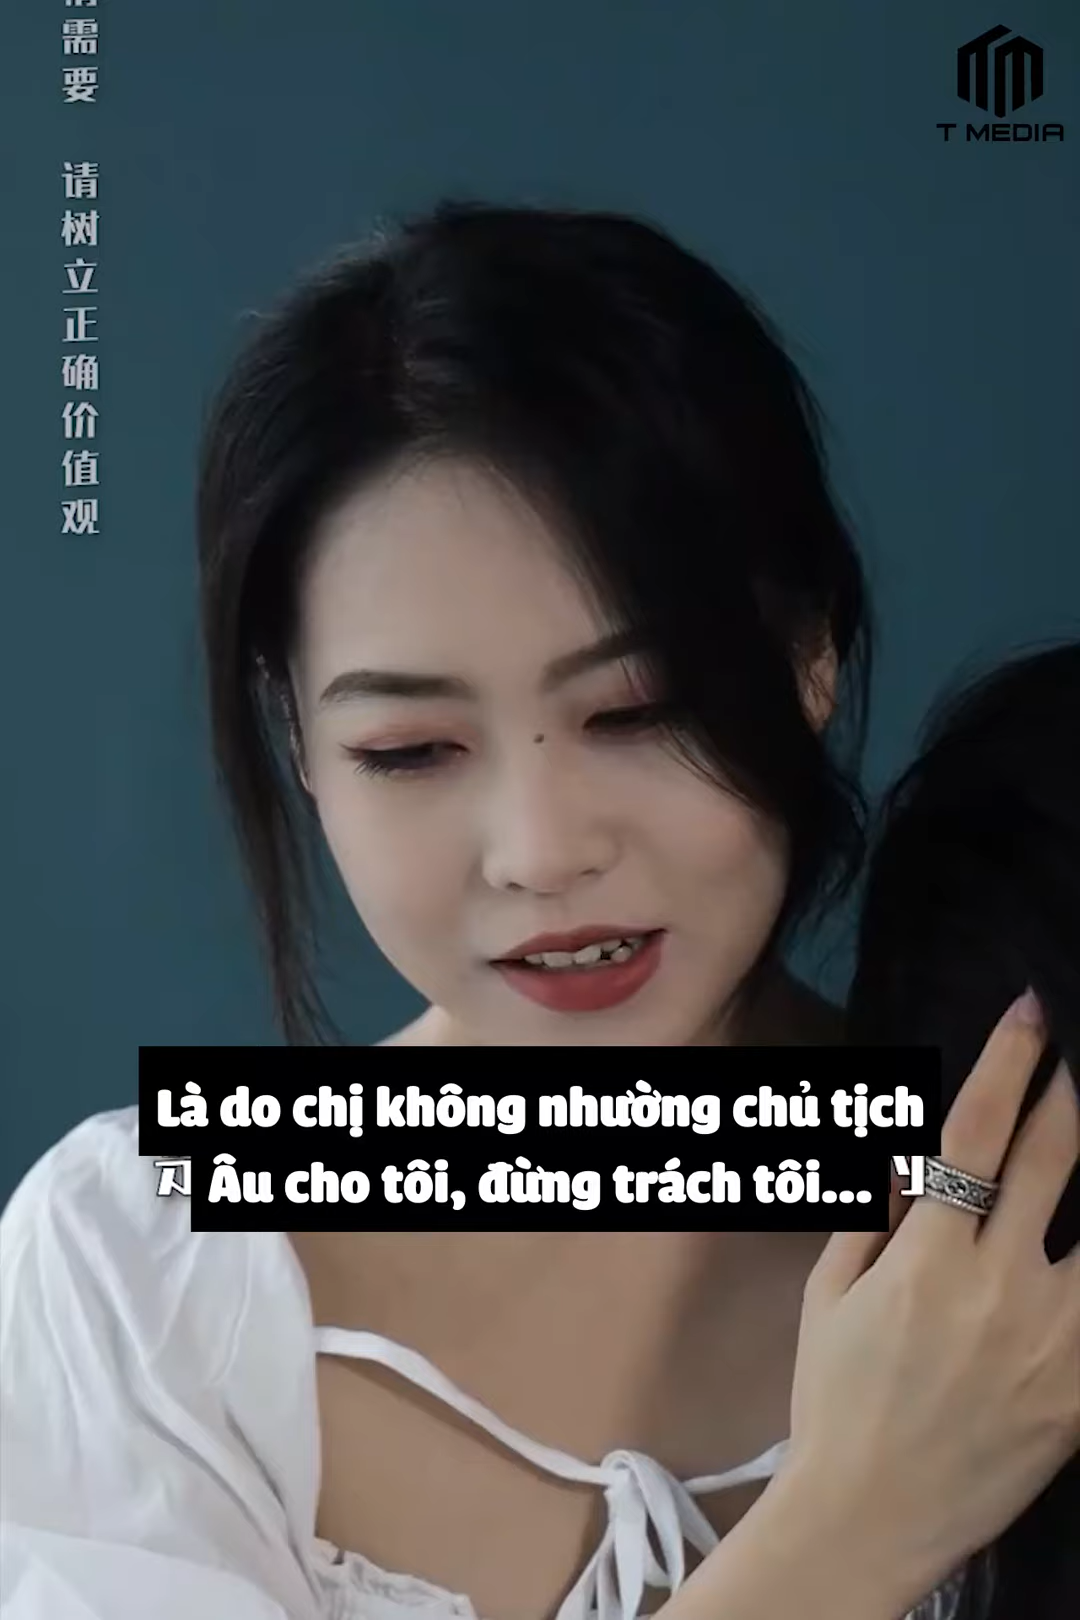 需要 请树立正确价值观
T MEDIA
Là do chị không nhường chủ tịch
Âu cho tôi, đừng trách tôi...